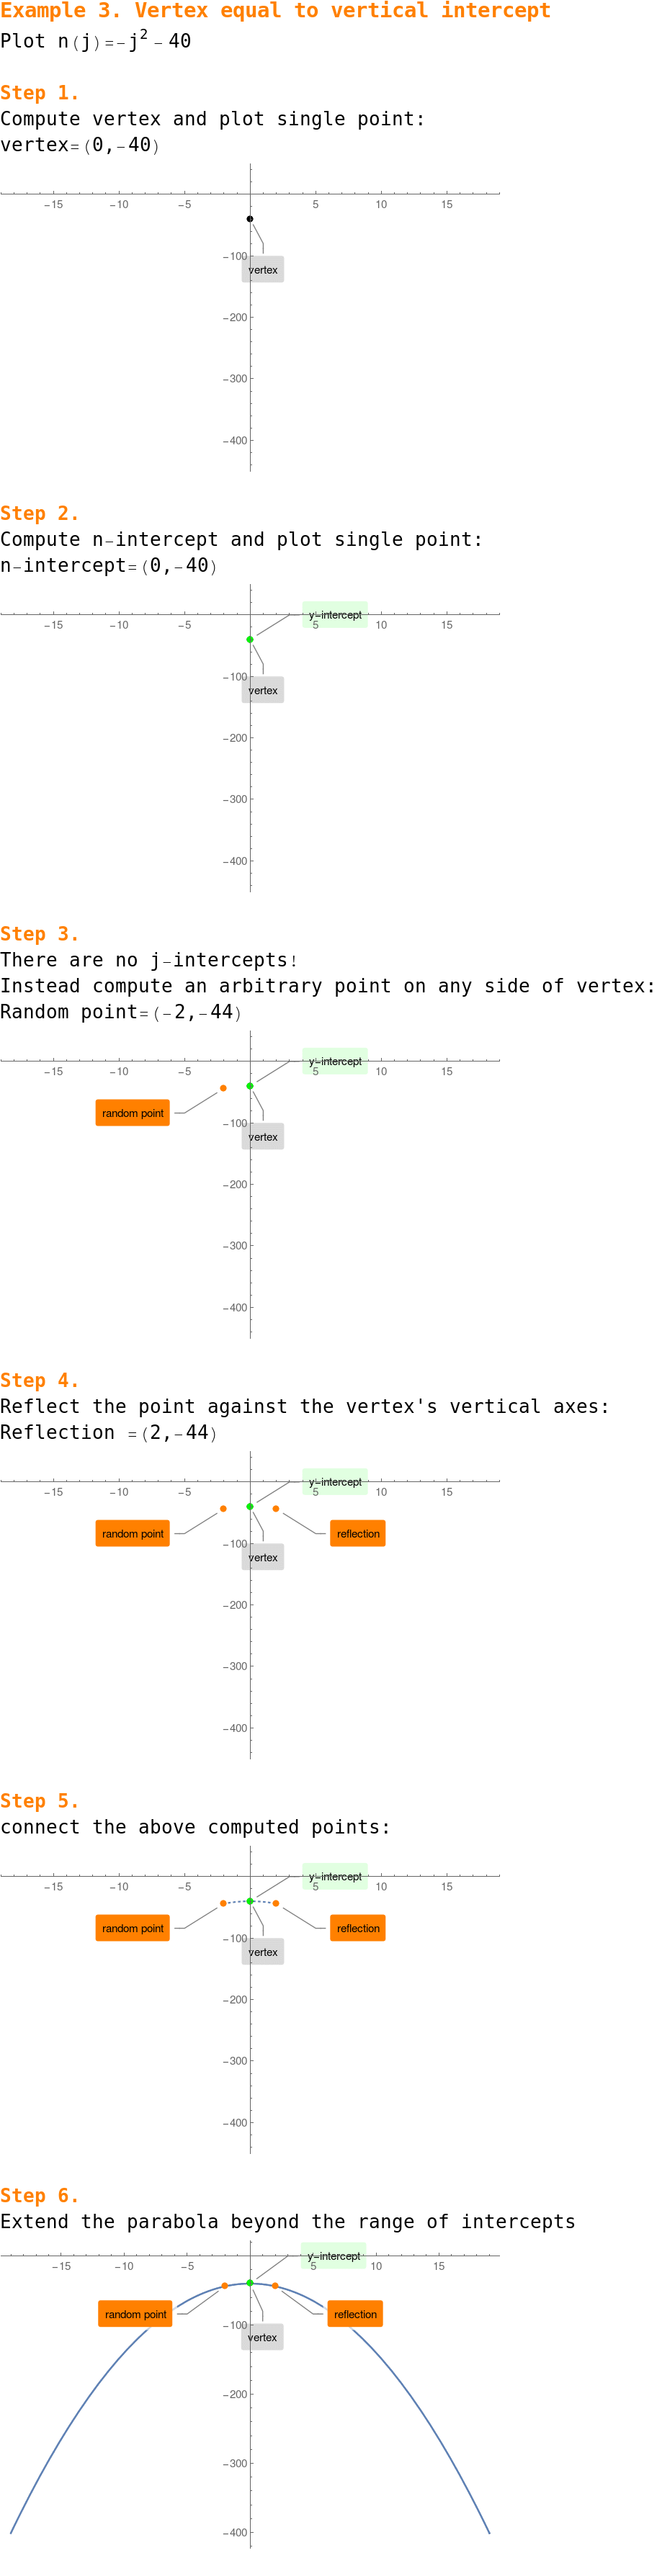 Example 3. Vertex equal to vertical intercept
Plot n(j)=-j² - 40
Step 1.
Compute vertex and plot single point:
vertex=(0,-40)
-15 -10 -5 5 10 15
-100
vertex
-200
-300
-400
Step 2.
Compute n-intercept and plot single point:
n-intercept=(0,-40)
y-intercept
-15 -10 -5 5 10 15
-100
vertex
-200
-300
-400
Step 3.
There are no j-intercepts!
Instead compute an arbitrary point on any side of vertex:
Random point=(-2,-44)
y-intercept
-15 -10 -5 5 10 15
random point
-100
vertex
-200
-300
-400
Step 4.
Reflect the point against the vertex's vertical axes:
Reflection =(2,-44)
y-intercept
-15 -10 -5 5 10 15
random point reflection
-100
vertex
-200
-300
-400
Step 5.
connect the above computed points:
y-intercept
-15 -10 -5 5 10 15
random point reflection
-100
vertex
-200
-300
-400
Step 6.
Extend the parabola beyond the range of intercepts
y-intercept
-15 -10 -5 5 10 15
random point reflection
-100
vertex
-200
-300
-400